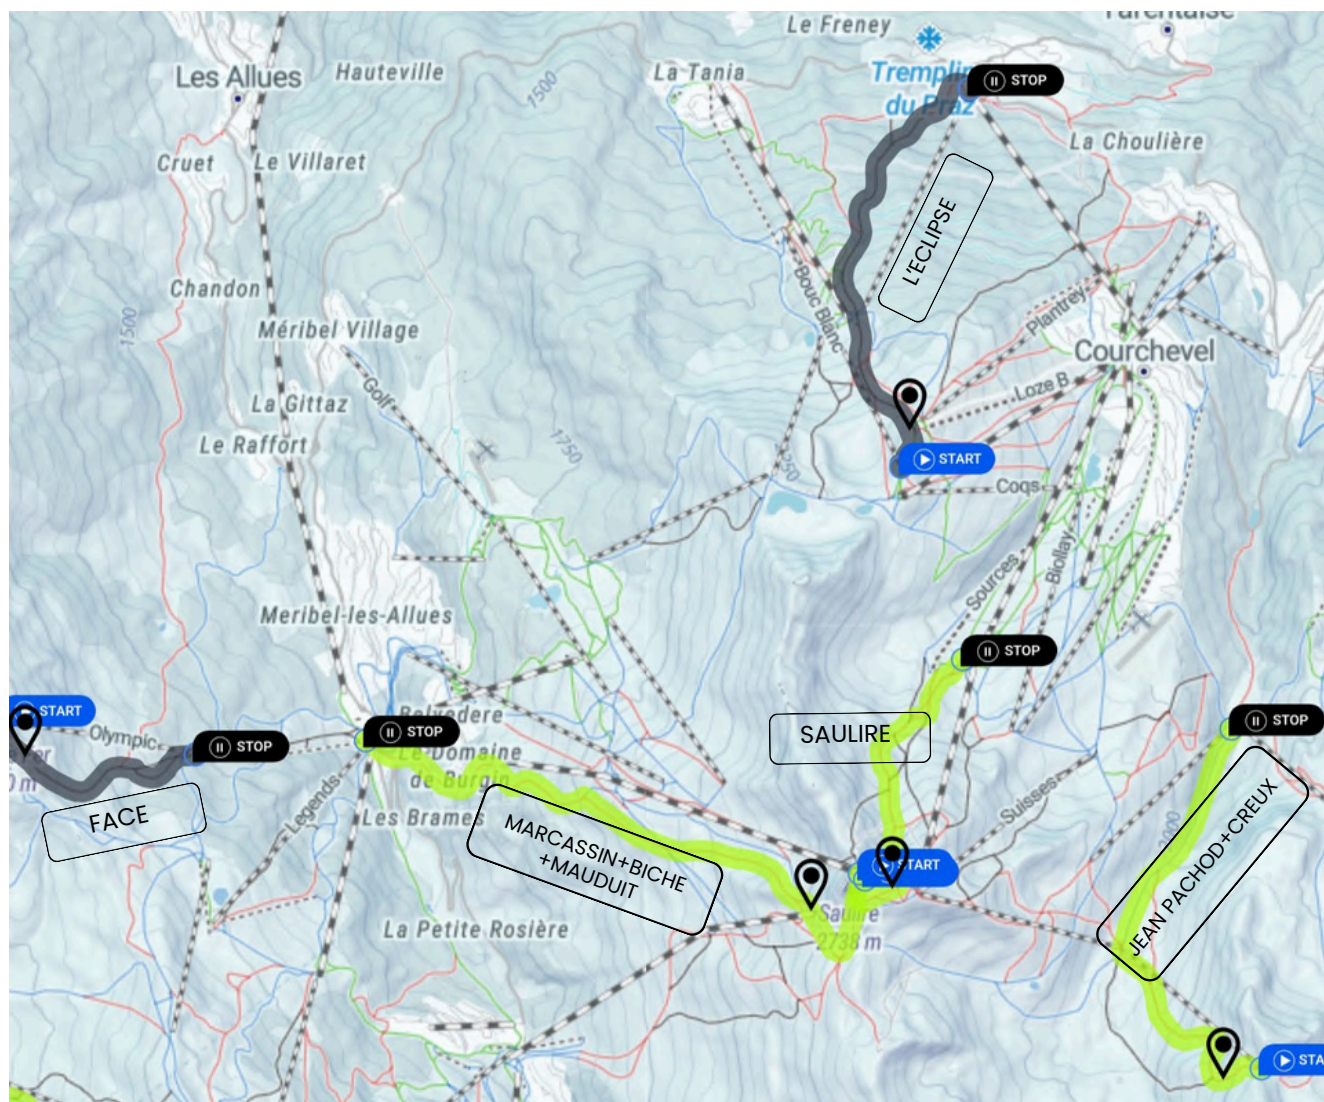 Le Freney
Tarentaise
Les Allues
Hauteville
1500
La Tania
Tremplin
du Praz
STOP
La Choulière
Cruet
Le Villaret
L'ECLIPSE
Chandon
Bouc Blanc
Plantrey
1500
Méribel Village
Courchevel
Golf
Loze B
La Gittaz
Le Raffort
1750
START
Coqs
Sources
Biollay
Meribel-les-Allues
STOP
START
Olympic
STOP
Belvedere
STOP
SAULIRE
STOP
Le Domaine
de Burgin
FACE
Legends
Les Brames
MARCASSIN+BICHE
+MAUDUIT
Suisses
JEAN PACHOD+CREUX
START
Saulire
2738 m
La Petite Rosière
STA